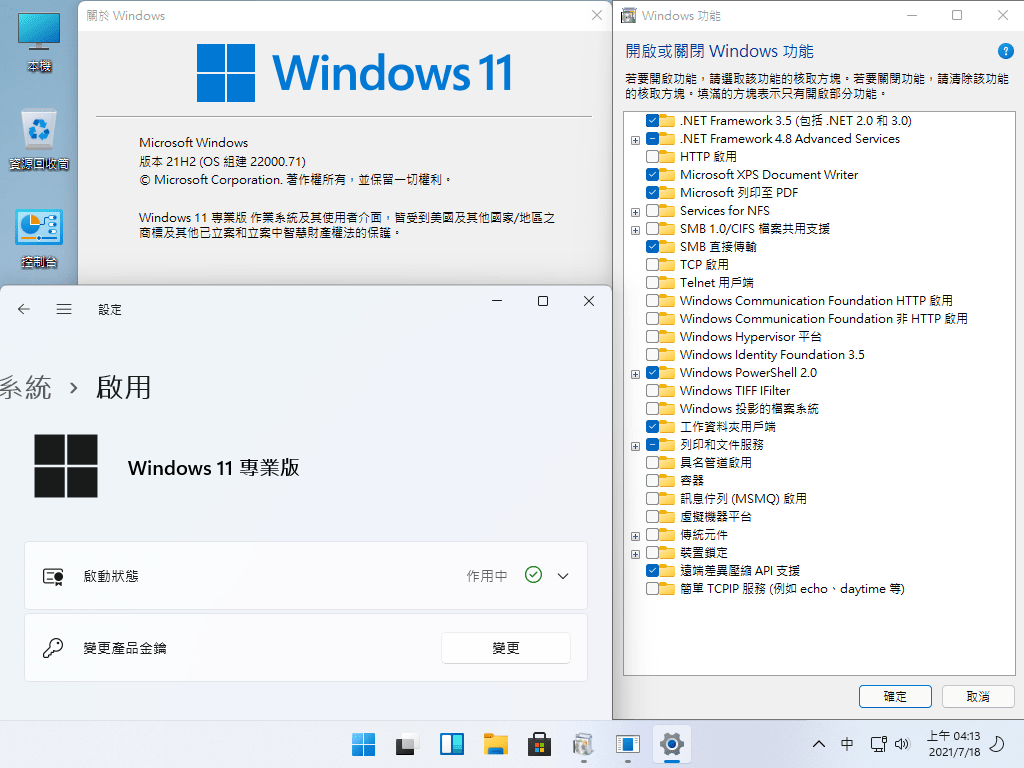 本機
資源回收筒
控制台
關於 Windows
Windows 11
Microsoft Windows
版本 21H2 (OS 組建 22000.71)
© Microsoft Corporation. 著作權所有，並保留一切權利。
Windows 11 專業版 作業系統及其使用者介面，皆受到美國及其他國家/地區之
商標及其他已立案和立案中智慧財產權法的保護。
設定
系統 › 啟用
Windows 11 專業版
啟動狀態
作用中
變更產品金鑰
變更
Windows 功能
開啟或關閉 Windows 功能
若要開啟功能，請選取該功能的核取方塊。若要關閉功能，請清除該功能
的核取方塊。填滿的方塊表示只有開啟部分功能。
.NET Framework 3.5 (包括 .NET 2.0 和 3.0)
.NET Framework 4.8 Advanced Services
HTTP 啟用
Microsoft XPS Document Writer
Microsoft 列印至 PDF
Services for NFS
SMB 1.0/CIFS 檔案共用支援
SMB 直接傳輸
TCP 啟用
Telnet 用戶端
Windows Communication Foundation HTTP 啟用
Windows Communication Foundation 非 HTTP 啟用
Windows Hypervisor 平台
Windows Identity Foundation 3.5
Windows PowerShell 2.0
Windows TIFF IFilter
Windows 投影的檔案系統
工作資料夾用戶端
列印和文件服務
具名管道啟用
容器
訊息佇列 (MSMQ) 啟用
虛擬機器平台
傳統元件
裝置鎖定
遠端差異壓縮 API 支援
簡單 TCPIP 服務 (例如 echo、daytime 等)
確定
取消
中
上午 04:13
2021/7/18